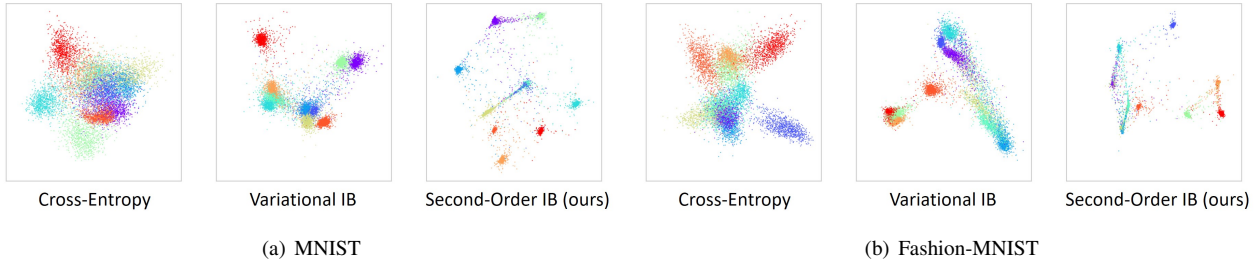 Cross-Entropy Variational IB Second-Order IB (ours) Cross-Entropy Variational IB Second-Order IB (ours)
(a) MNIST (b) Fashion-MNIST